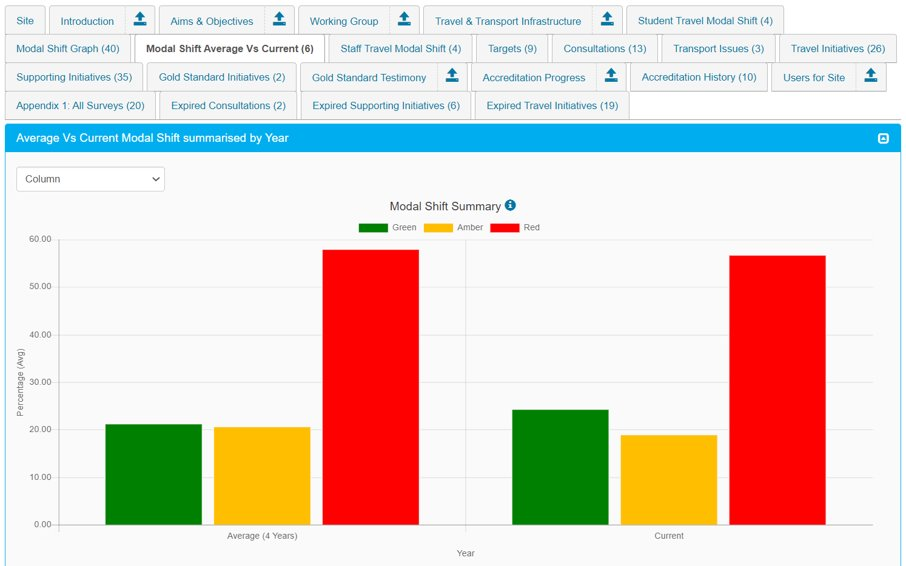 Site Introduction Aims & Objectives Working Group Travel & Transport Infrastructure Student Travel Modal Shift (4)
Modal Shift Graph (40) Modal Shift Average Vs Current (6) Staff Travel Modal Shift (4) Targets (9) Consultations (13) Transport Issues (3) Travel Initiatives (26)
Supporting Initiatives (35) Gold Standard Initiatives (2) Gold Standard Testimony Accreditation Progress Accreditation History (10) Users for Site
Appendix 1: All Surveys (20) Expired Consultations (2) Expired Supporting Initiatives (6) Expired Travel Initiatives (19)
Average Vs Current Modal Shift summarised by Year
Column
Modal Shift Summary
Green Amber Red
60.00
50.00
40.00
30.00
20.00
10.00
0.00
Percentage (Avg)
Average (4 Years) Current
Year